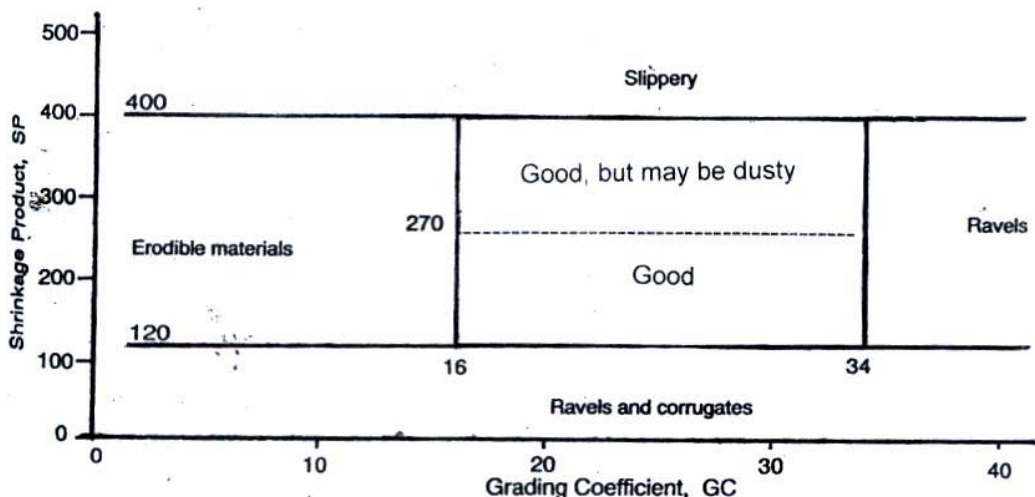 500
Slippery
400
400
Good, but may be dusty
300
270
Ravels
Erodible materials
Good
200
120
100
16
34
Ravels and corrugates
0
0
10
20
30
40
Grading Coefficient, GC
Shrinkage Product, SP